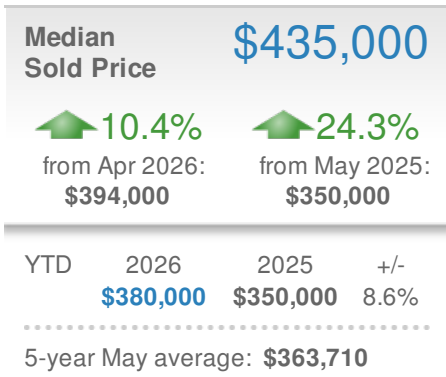 Median
Sold Price
$435,000
10.4%
from Apr 2026:
$394,000
24.3%
from May 2025:
$350,000
YTD 2026 2025 +/-
$380,000 $350,000 8.6%
5-year May average: $363,710